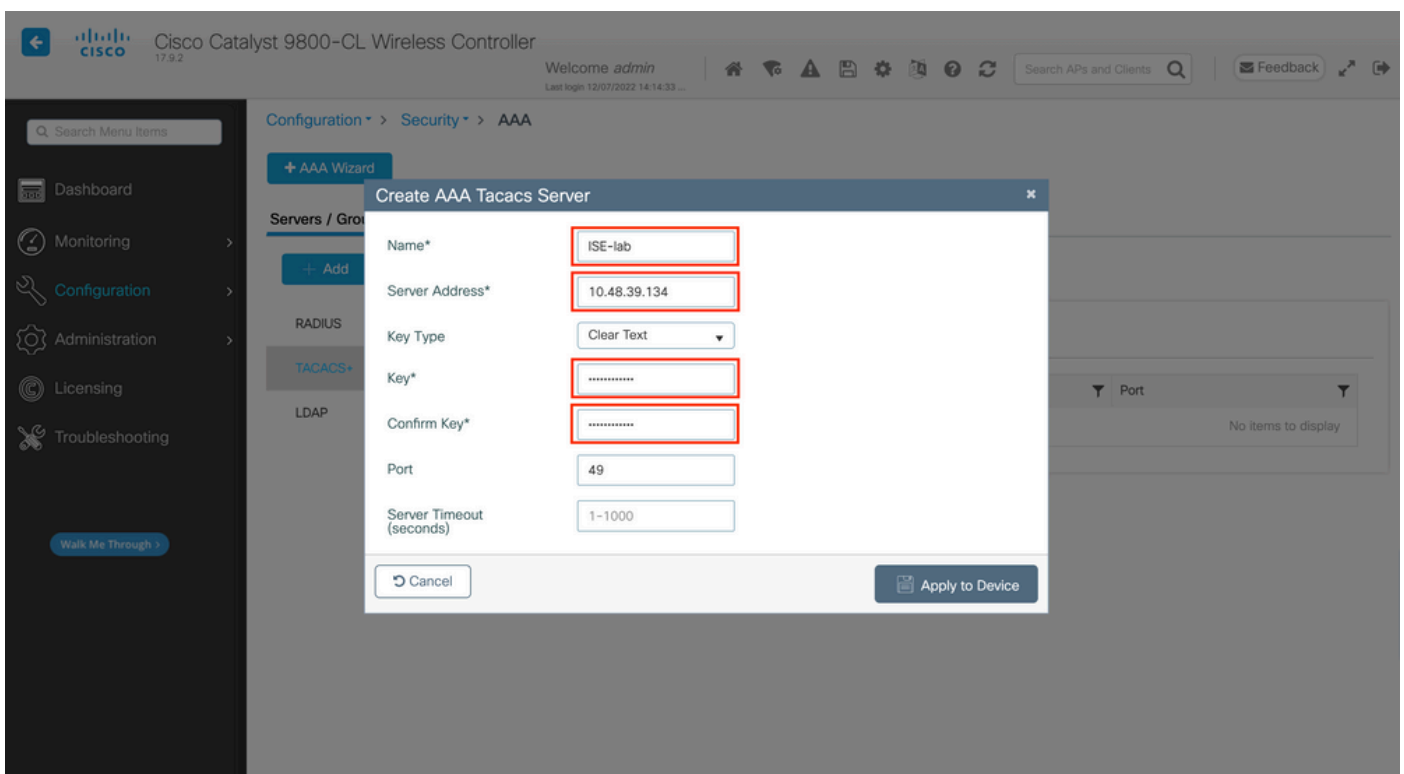 CISCO
Cisco Catalyst 9800-CL Wireless Controller
17.9.2
Welcome admin
Last login 12/07/2022 14:14:33 ...
Search APs and Clients
Feedback
Search Menu Items
Dashboard
Monitoring
Configuration
Administration
Licensing
Troubleshooting
Walk Me Through >
Configuration > Security > AAA
+ AAA Wizard
Servers / Grou
+ Add
RADIUS
TACACS+
LDAP
Port
No items to display
Create AAA Tacacs Server
Name*
ISE-lab
Server Address*
10.48.39.134
Key Type
Clear Text
Key*
............
Confirm Key*
............
Port
49
Server Timeout
(seconds)
1-1000
Cancel
Apply to Device